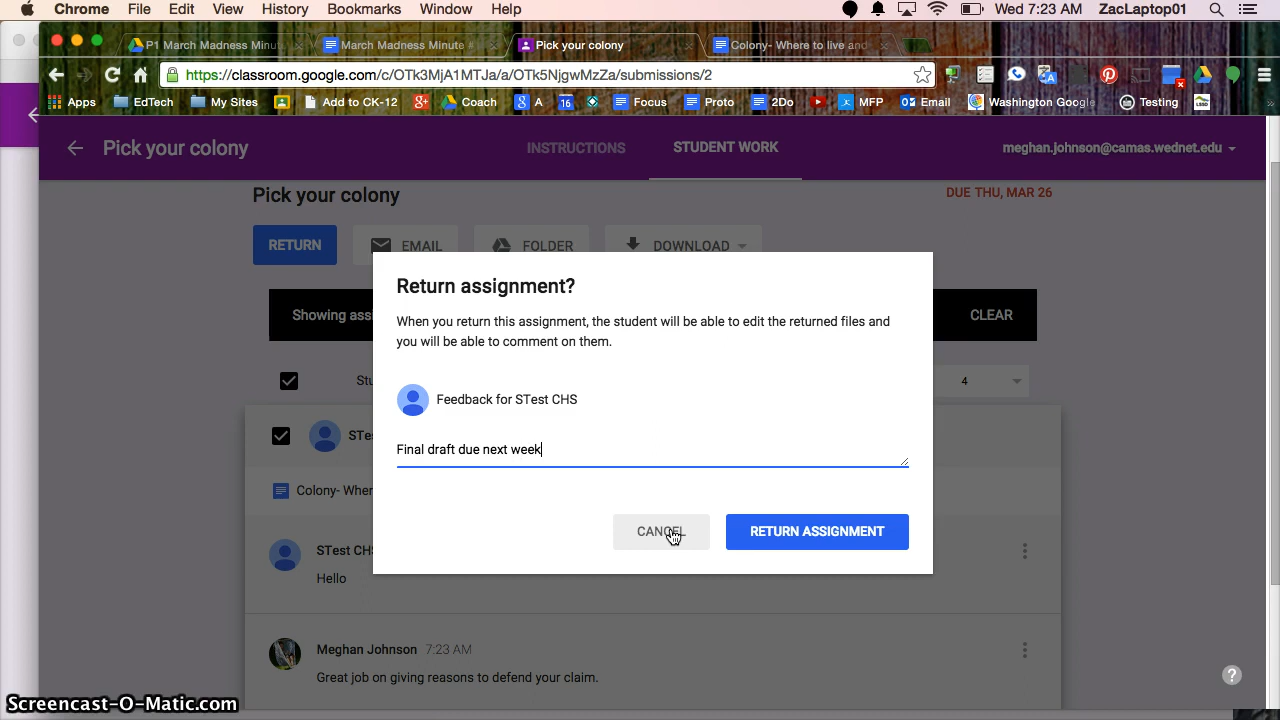 Chrome File Edit View History Bookmarks Window Help Wed 7:23 AM ZacLaptop01
P1 March Madness Minut March Madness Minute # Pick your colony Colony- Where to live and
https://classroom.google.com/c/OTk3MjA1MTJa/a/OTk5NjgwMzZa/submissions/2
Apps EdTech My Sites Add to CK-12 Coach A 16 Focus Proto 2Do MFP Email Washington Google Testing
Pick your colony INSTRUCTIONS STUDENT WORK meghan.johnson@camas.wednet.edu
Pick your colony DUE THU, MAR 26
RETURN EMAIL FOLDER DOWNLOAD
Return assignment?
Showing assi CLEAR
When you return this assignment, the student will be able to edit the returned files and
you will be able to comment on them.
Stu 4
Feedback for STest CHS
STes
Final draft due next week
Colony- Wher
CANCEL RETURN ASSIGNMENT
STest CHS
Hello
Meghan Johnson 7:23 AM
Great job on giving reasons to defend your claim.
Screencast-O-Matic.com